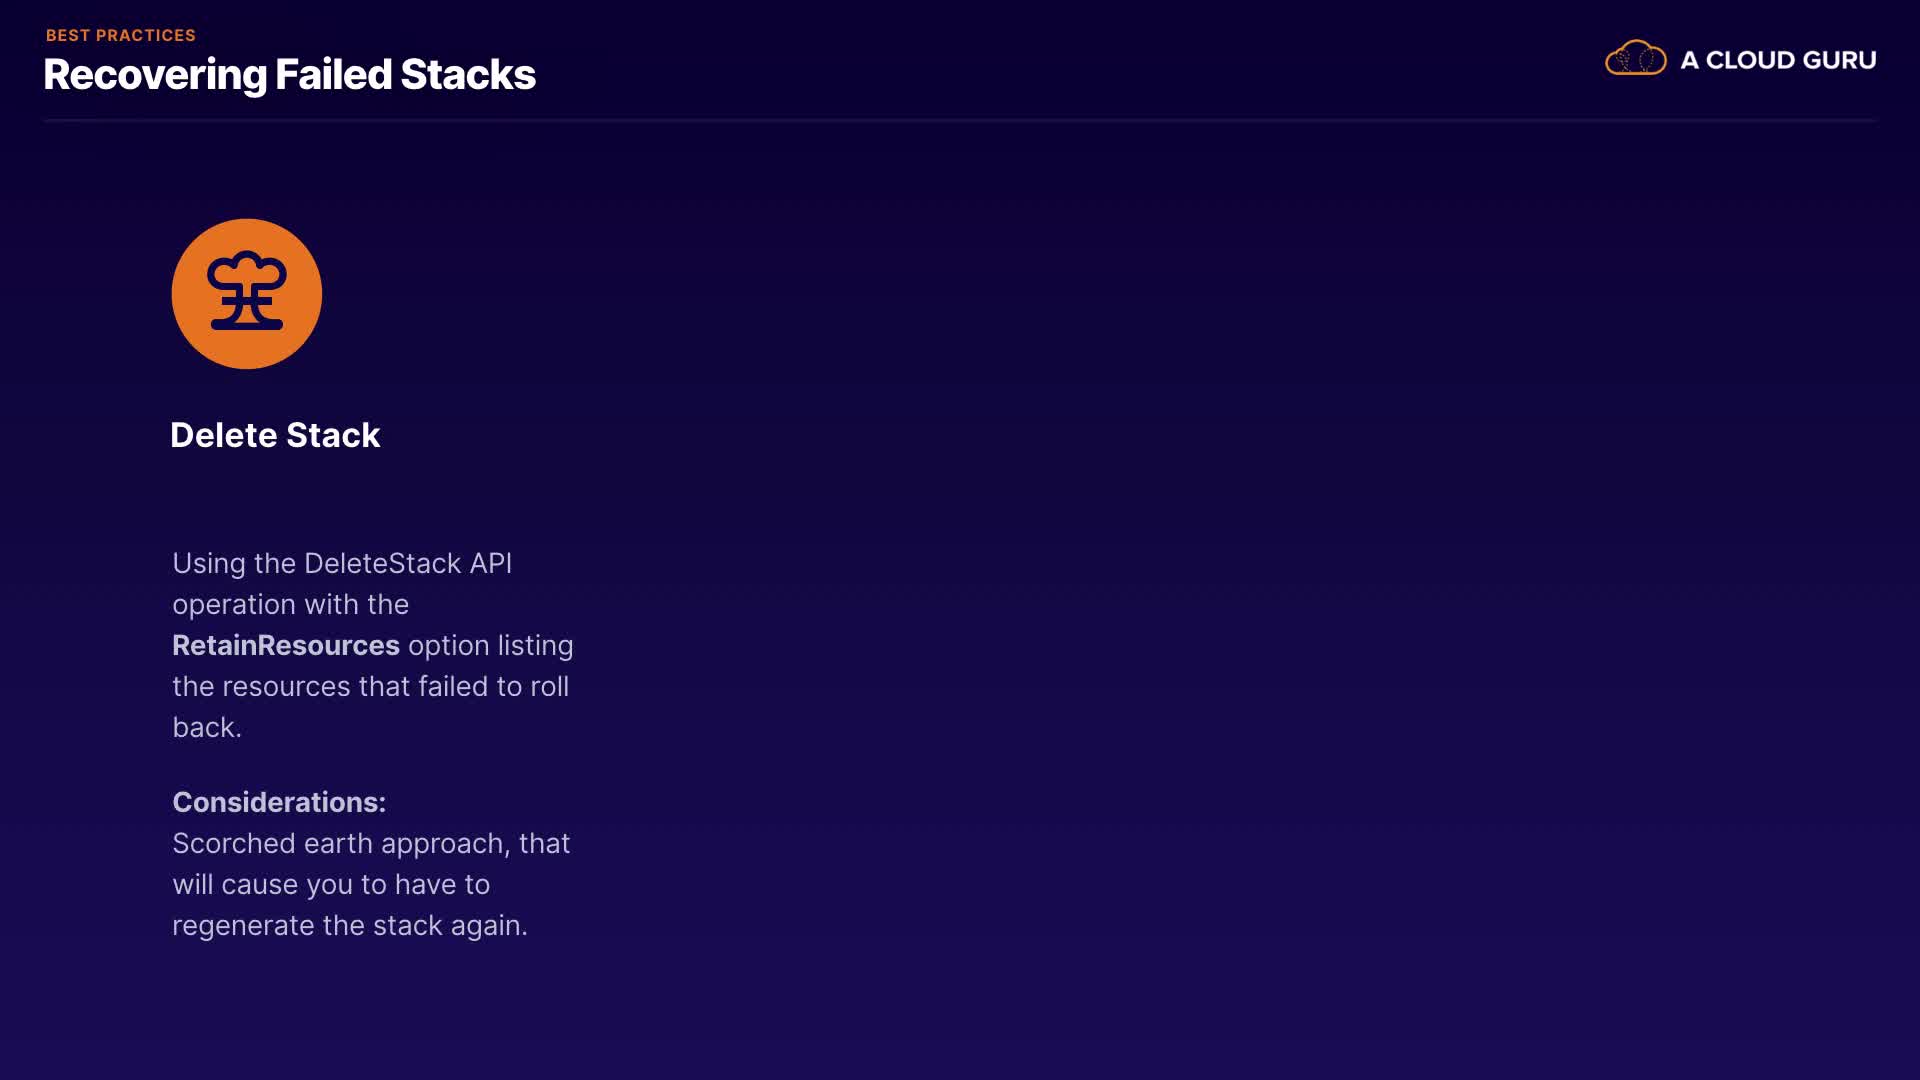 BEST PRACTICES
Recovering Failed Stacks
A CLOUD GURU
Delete Stack
Using the DeleteStack API
operation with the
RetainResources option listing
the resources that failed to roll
back.
Considerations:
Scorched earth approach, that
will cause you to have to
regenerate the stack again.